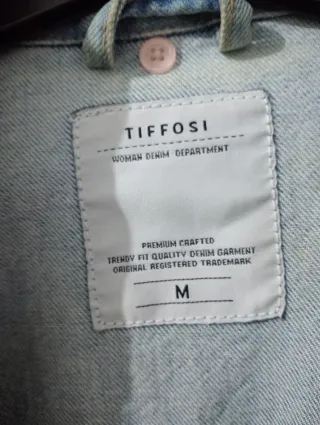 TIFFOSI
WOMAN DENIM DEPARTMENT
PREMIUM CRAFTED
TRENDY FIT QUALITY DENIM GARMENT
ORIGINAL REGISTERED TRADEMARK
M